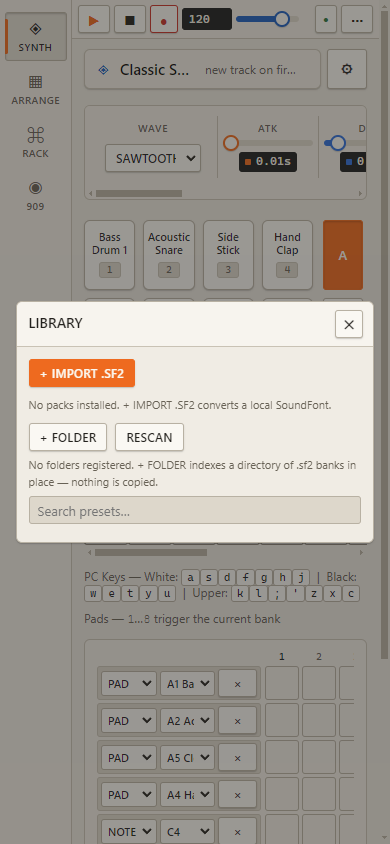 120
...
SYNTH
ARRANGE
RACK
909
Classic S... new track on fir...
WAVE ATK D
SAWTOOTH 0.01s 0
Bass Drum 1 1
Acoustic Snare 2
Side Stick 3
Hand Clap 4
A
LIBRARY
+ IMPORT .SF2
No packs installed. + IMPORT .SF2 converts a local SoundFont.
+ FOLDER RESCAN
No folders registered. + FOLDER indexes a directory of .sf2 banks in
place — nothing is copied.
Search presets...
PC Keys — White: a s d f g h j | Black:
w e t y u | Upper: k l ; ' z x c
Pads — 1…8 trigger the current bank
1 2
PAD A1 Ba ×
PAD A2 Ac ×
PAD A5 Cl ×
PAD A4 Ha ×
NOTE C4 ×